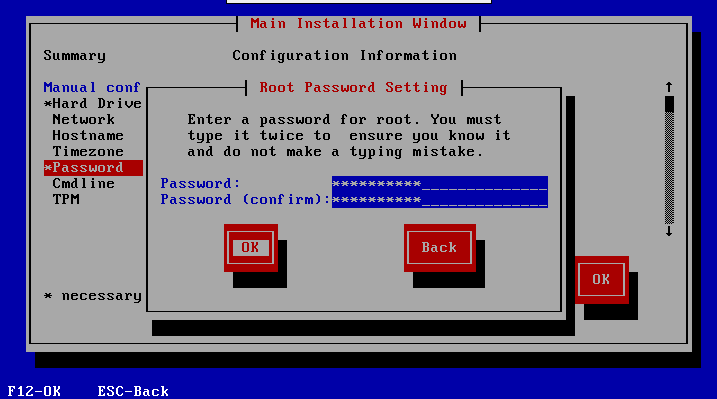 Main Installation Window
Summary
Configuration Information
Manual conf
*Hard Drive
Network
Hostname
Timezone
*Password
Cmdline
TPM
* necessary
Root Password Setting
Enter a password for root. You must
type it twice to ensure you know it
and do not make a typing mistake.
Password: **********______________
Password (confirm):**********______________
OK
Back
OK
F12-OK ESC-Back